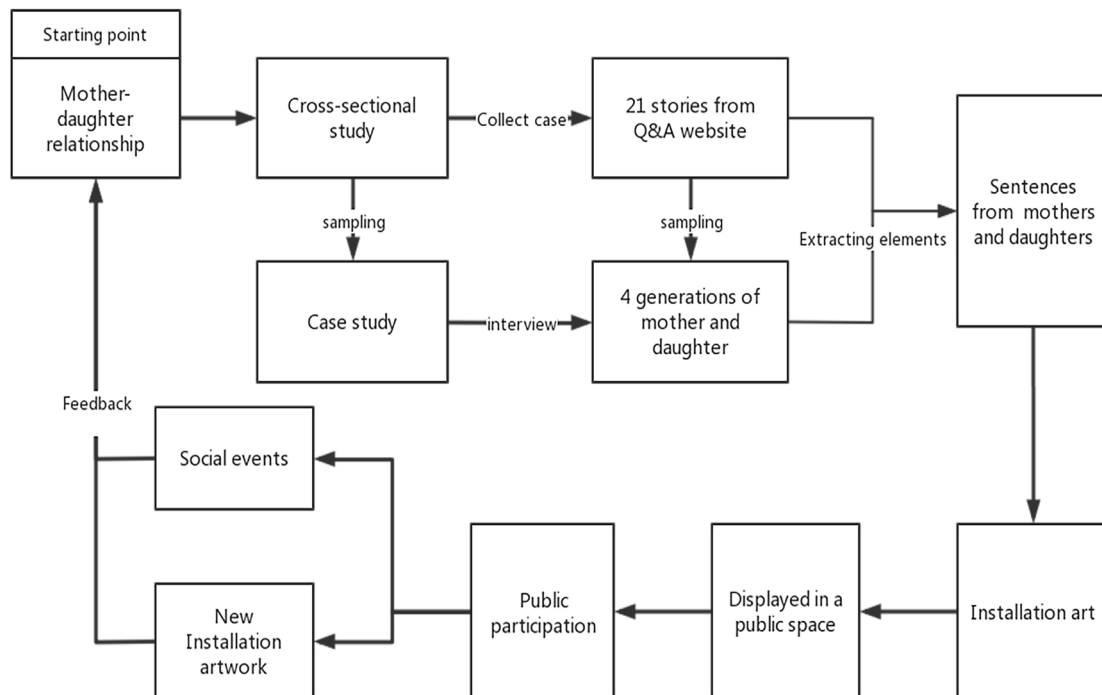 Starting point
Mother-
daughter
relationship
Cross-sectional
study
Collect case
21 stories from
Q&A website
Sentences
from mothers
and daughters
sampling
sampling
Extracting elements
Case study
interview
4 generations of
mother and
daughter
Feedback
Social events
New
Installation
artwork
Public
participation
Displayed in a
public space
Installation art